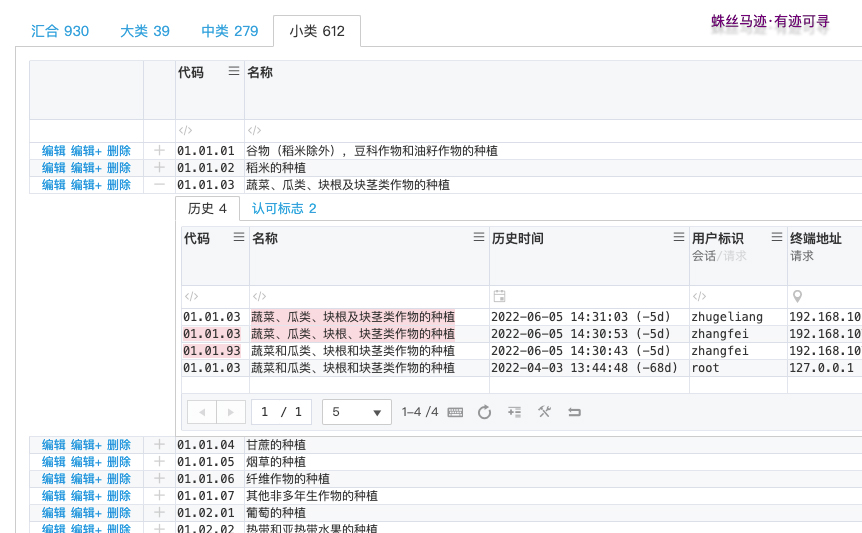 汇合 930 大类 39 中类 279 小类 612
蛛丝马迹·有迹可寻
代码 名称
01.01.01 谷物（稻米除外），豆科作物和油籽作物的种植
编辑 编辑+ 删除
01.01.02 稻米的种植
编辑 编辑+ 删除
01.01.03 蔬菜、瓜类、块根及块茎类作物的种植
编辑 编辑+ 删除
历史 4 认可标志 2
代码 名称 历史时间 用户标识 终端地址
会话/请求 请求
01.01.03 蔬菜、瓜类、块根及块茎类作物的种植 2022-06-05 14:31:03 (-5d) zhugeliang 192.168.10
01.01.03 蔬菜、瓜类、块根、块茎类作物的种植 2022-06-05 14:30:53 (-5d) zhangfei 192.168.10
01.01.93 蔬菜和瓜类、块根和块茎类作物的种植 2022-06-05 14:30:43 (-5d) zhangfei 192.168.10
01.01.03 蔬菜和瓜类、块根和块茎类作物的种植 2022-04-03 13:44:48 (-68d) root 127.0.0.1
1 / 1 5 1–4 /4
编辑 编辑+ 删除 01.01.04 甘蔗的种植
编辑 编辑+ 删除 01.01.05 烟草的种植
编辑 编辑+ 删除 01.01.06 纤维作物的种植
编辑 编辑+ 删除 01.01.07 其他非多年生作物的种植
编辑 编辑+ 删除 01.02.01 葡萄的种植
编辑 编辑+ 删除 01.02.02 热带和亚热带水果的种植